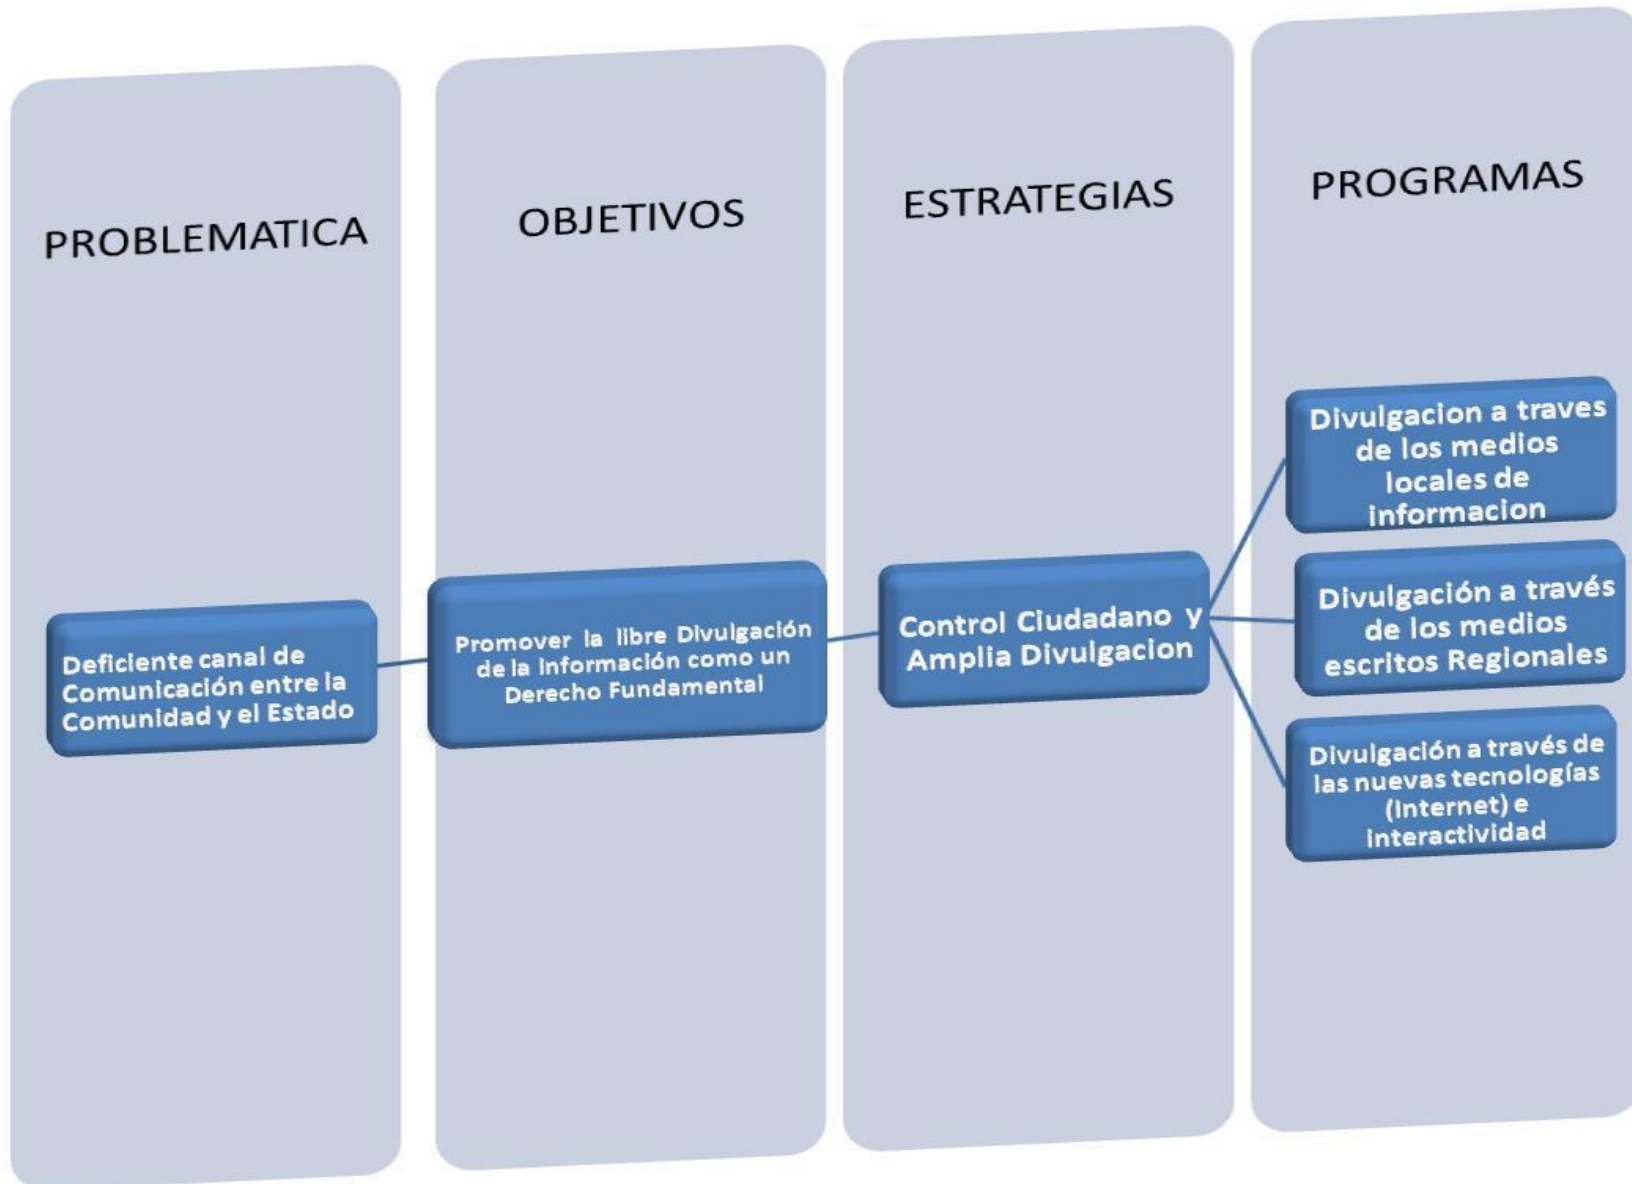 PROBLEMATICA
OBJETIVOS
ESTRATEGIAS
PROGRAMAS
Deficiente canal de
Comunicación entre la
Comunidad y el Estado
Promover la libre Divulgación
de la información como un
Derecho Fundamental
Control Ciudadano y
Amplia Divulgacion
Divulgacion a traves
de los medios
locales de
informacion
Divulgación a través
de los medios
escritos Regionales
Divulgación a través de
las nuevas tecnologías
(Internet) e
interactividad